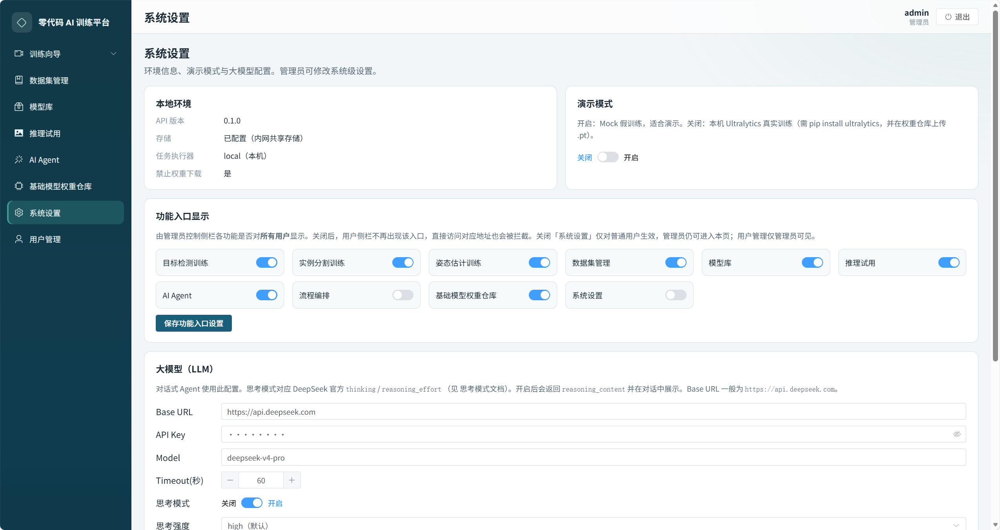 零代码 AI 训练平台
训练向导
数据集管理
模型库
推理试用
AI Agent
基础模型权重仓库
系统设置
用户管理
系统设置
admin
管理员
退出
系统设置
环境信息、演示模式与大模型配置。管理员可修改系统级设置。
本地环境
API 版本 0.1.0
存储 已配置（内网共享存储）
任务执行器 local（本机）
禁止权重下载 是
演示模式
开启：Mock 假训练，适合演示。关闭：本机 Ultralytics 真实训练（需 pip install ultralytics，并在权重仓库上传
.pt）。
关闭 开启
功能入口显示
由管理员控制侧栏各功能是否对所有用户显示。关闭后，用户侧栏不再出现该入口，直接访问对应地址也会被拦截。关闭「系统设置」仅对普通用户生效，管理员仍可进入本页；用户管理仅管理员可见。
目标检测训练 实例分割训练 姿态估计训练 数据集管理 模型库 推理试用
AI Agent 流程编排 基础模型权重仓库 系统设置
保存功能入口设置
大模型（LLM）
对话式 Agent 使用此配置。思考模式对应 DeepSeek 官方 thinking / reasoning_effort （见 思考模式文档）。开启后会返回 reasoning_content 并在对话中展示。Base URL 一般为 https://api.deepseek.com。
Base URL https://api.deepseek.com
API Key ········
Model deepseek-v4-pro
Timeout(秒) 60
思考模式 关闭 开启
思考强度 high（默认）